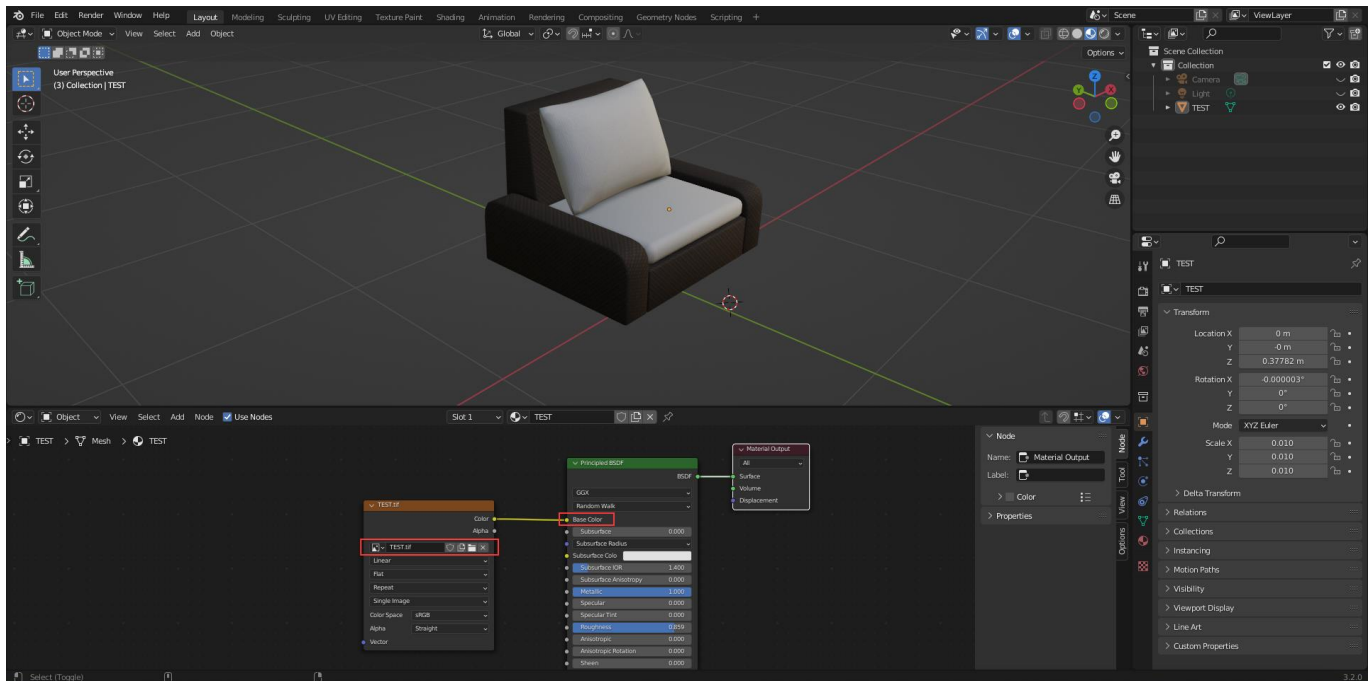 File Edit Render Window Help Layout Modeling Sculpting UV Editing Texture Paint Shading Animation Rendering Compositing Geometry Nodes Scripting + Scene ViewLayer
Object Mode View Select Add Object Global
Options
User Perspective
(3) Collection | TEST
Z
Y
X
Scene Collection
Collection
Camera
Light
TEST
TEST
TEST
Transform
Location X 0 m
Y -0 m
Z 0.37782 m
Rotation X -0.000003°
Y 0°
Z 0°
Mode XYZ Euler
Scale X 0.010
Y 0.010
Z 0.010
Delta Transform
Relations
Collections
Instancing
Motion Paths
Visibility
Viewport Display
Line Art
Custom Properties
Object View Select Add Node Use Nodes Slot 1 TEST
TEST > Mesh > TEST
TEST.tif
Color
Alpha
TEST.tif
Linear
Flat
Repeat
Single Image
Color Space sRGB
Alpha Straight
Vector
Principled BSDF
BSDF
GGX
Random Walk
Base Color
Subsurface 0.000
Subsurface Radius
Subsurface Colo
Subsurface IOR 1.400
Subsurface Anisotropy 0.000
Metallic 1.000
Specular 0.000
Specular Tint 0.000
Roughness 0.859
Anisotropic 0.000
Anisotropic Rotation 0.000
Sheen 0.000
Material Output
All
Surface
Volume
Displacement
Node
Name: Material Output
Label:
Color
Properties
Node
Tool
View
Options
Select (Toggle)
3.2.0